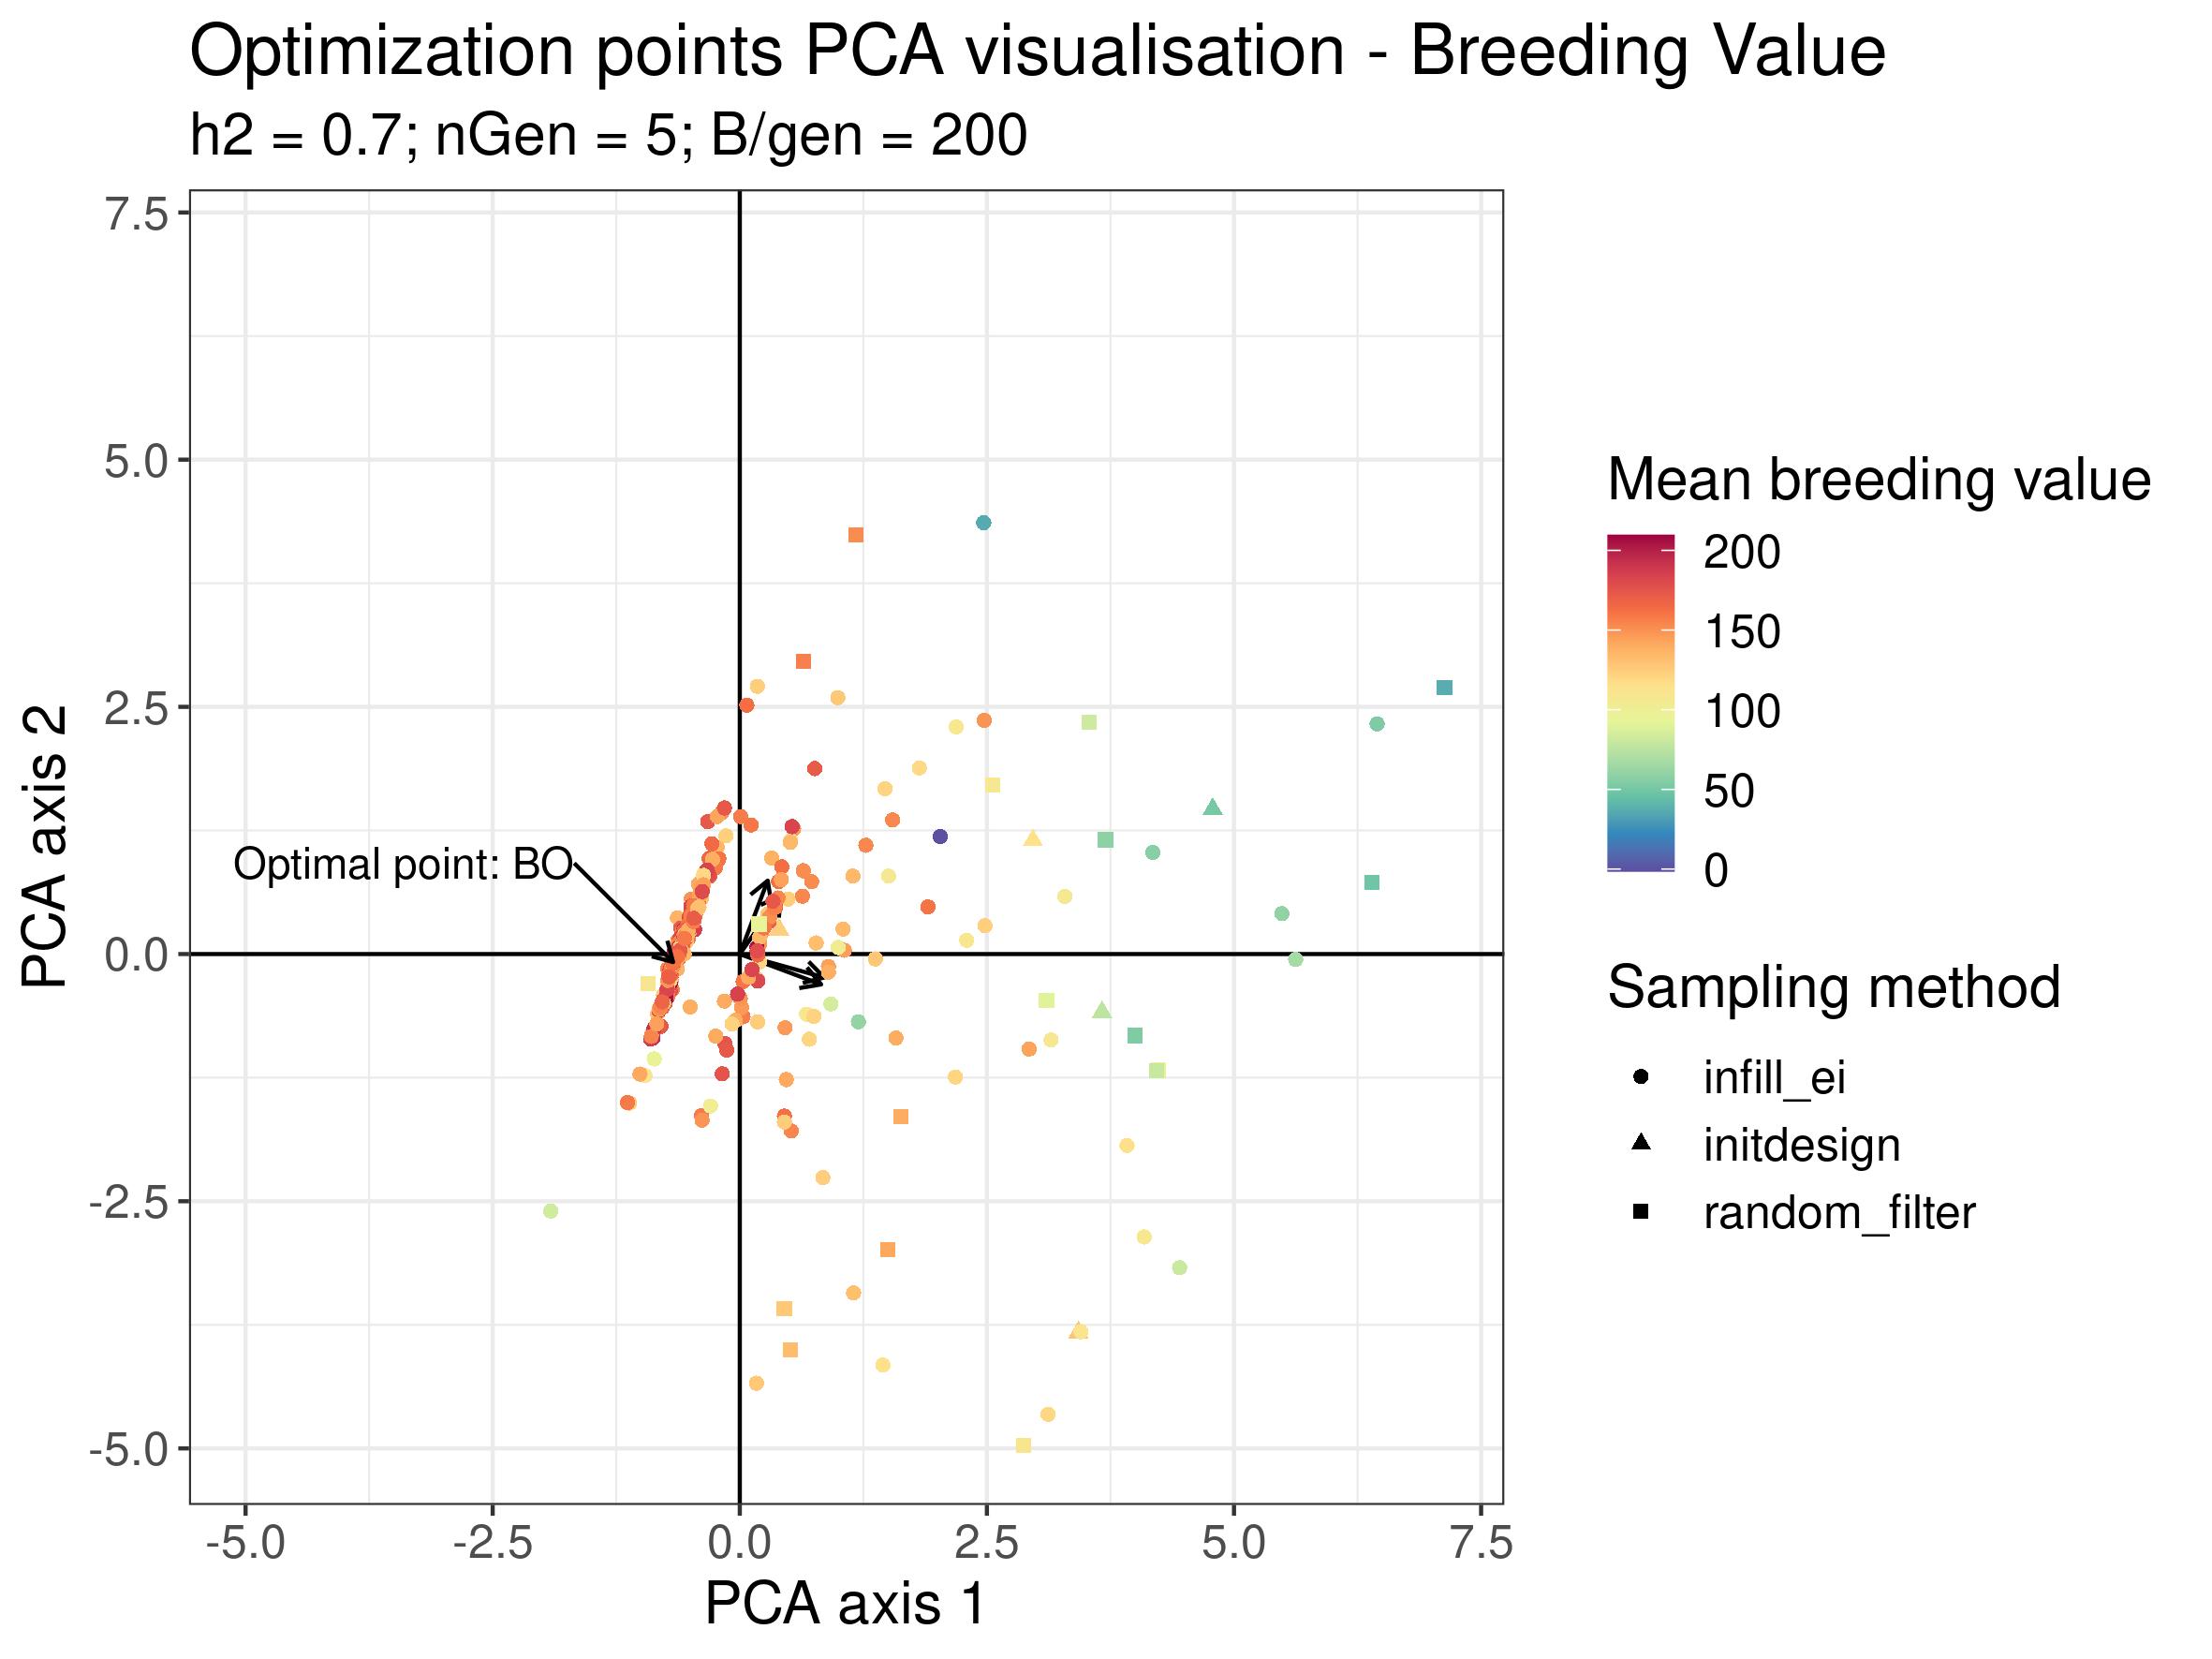 Optimization points PCA visualisation - Breeding Value
h2 = 0.7; nGen = 5; B/gen = 200
7.5
5.0
2.5
0.0
-2.5
-5.0
PCA axis 2
Optimal point: BO
-5.0
-2.5
0.0
2.5
5.0
7.5
PCA axis 1
Mean breeding value
200
150
100
50
0
Sampling method
infill_ei
initdesign
random_filter